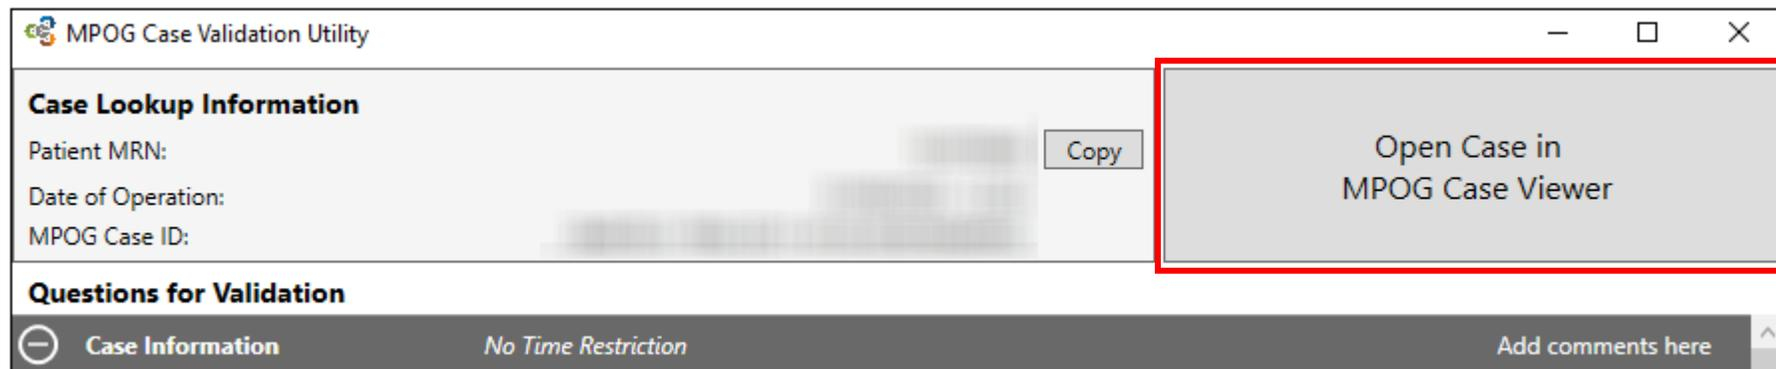 MPOG Case Validation Utility
Case Lookup Information
Patient MRN:
Copy
Date of Operation:
MPOG Case ID:
Open Case in
MPOG Case Viewer
Questions for Validation
Case Information No Time Restriction Add comments here